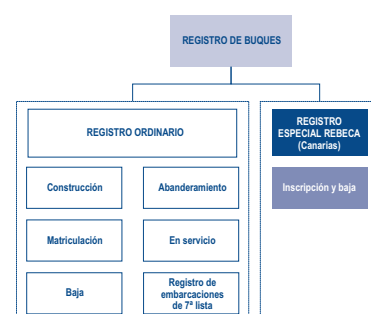 REGISTRO DE BUQUES
REGISTRO ORDINARIO
REGISTRO
ESPECIAL REBECA
(Canarias)
Construcción
Abanderamiento
Inscripción y baja
Matriculación
En servicio
Baja
Registro de
embarcaciones
de 7ª lista